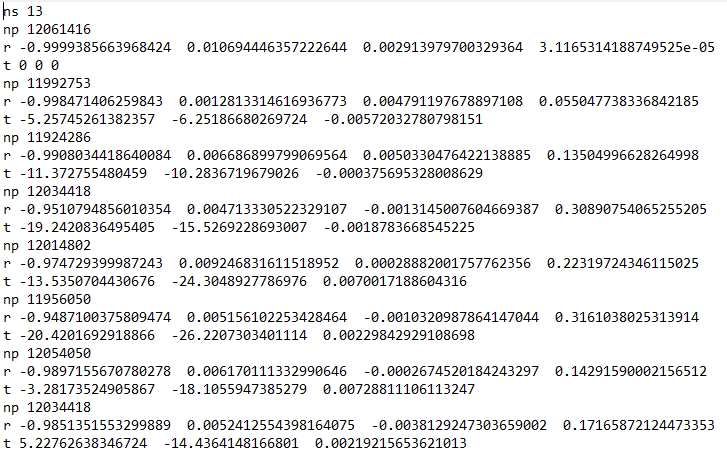 ns 13
np 12061416
r -0.9999385663968424  0.010694446357222644  0.002913979700329364  3.1165314188749525e-05
t 0 0 0
np 11992753
r -0.998471406259843  0.0012813314616936773  0.004791197678897108  0.055047738336842185
t -5.25745261382357  -6.25186680269724  -0.00572032780798151
np 11924286
r -0.9908034418640084  0.006686899799069564  0.0050330476422138885  0.13504996628264998
t -11.372755480459  -10.2836719679026  -0.000375695328008629
np 12034418
r -0.9510794856010354  0.004713330522329107  -0.0013145007604669387  0.30890754065255205
t -19.2420836495405  -15.5269228693007  -0.0018783668545225
np 12014802
r -0.974729399987243  0.009246831611518952  0.00028882001757762356  0.22319724346115025
t -13.5350704430676  -24.3048927786976  0.0070017188604316
np 11956050
r -0.9487100375809474  0.005156102253428464  -0.0010320987864147044  0.3161038025313914
t -20.4201692918866  -26.2207303401114  0.00229842929108698
np 12054050
r -0.9897155670780278  0.006170111332990646  -0.0002674520184243297  0.14291590002156512
t -3.28173524905867  -18.1055947385279  0.00728811106113247
np 12034418
r -0.9851351553299889  0.0052412554398164075  -0.0038129247303659002  0.17165872124473353
t 5.22762638346724  -14.4364148166801  0.00219215653621013